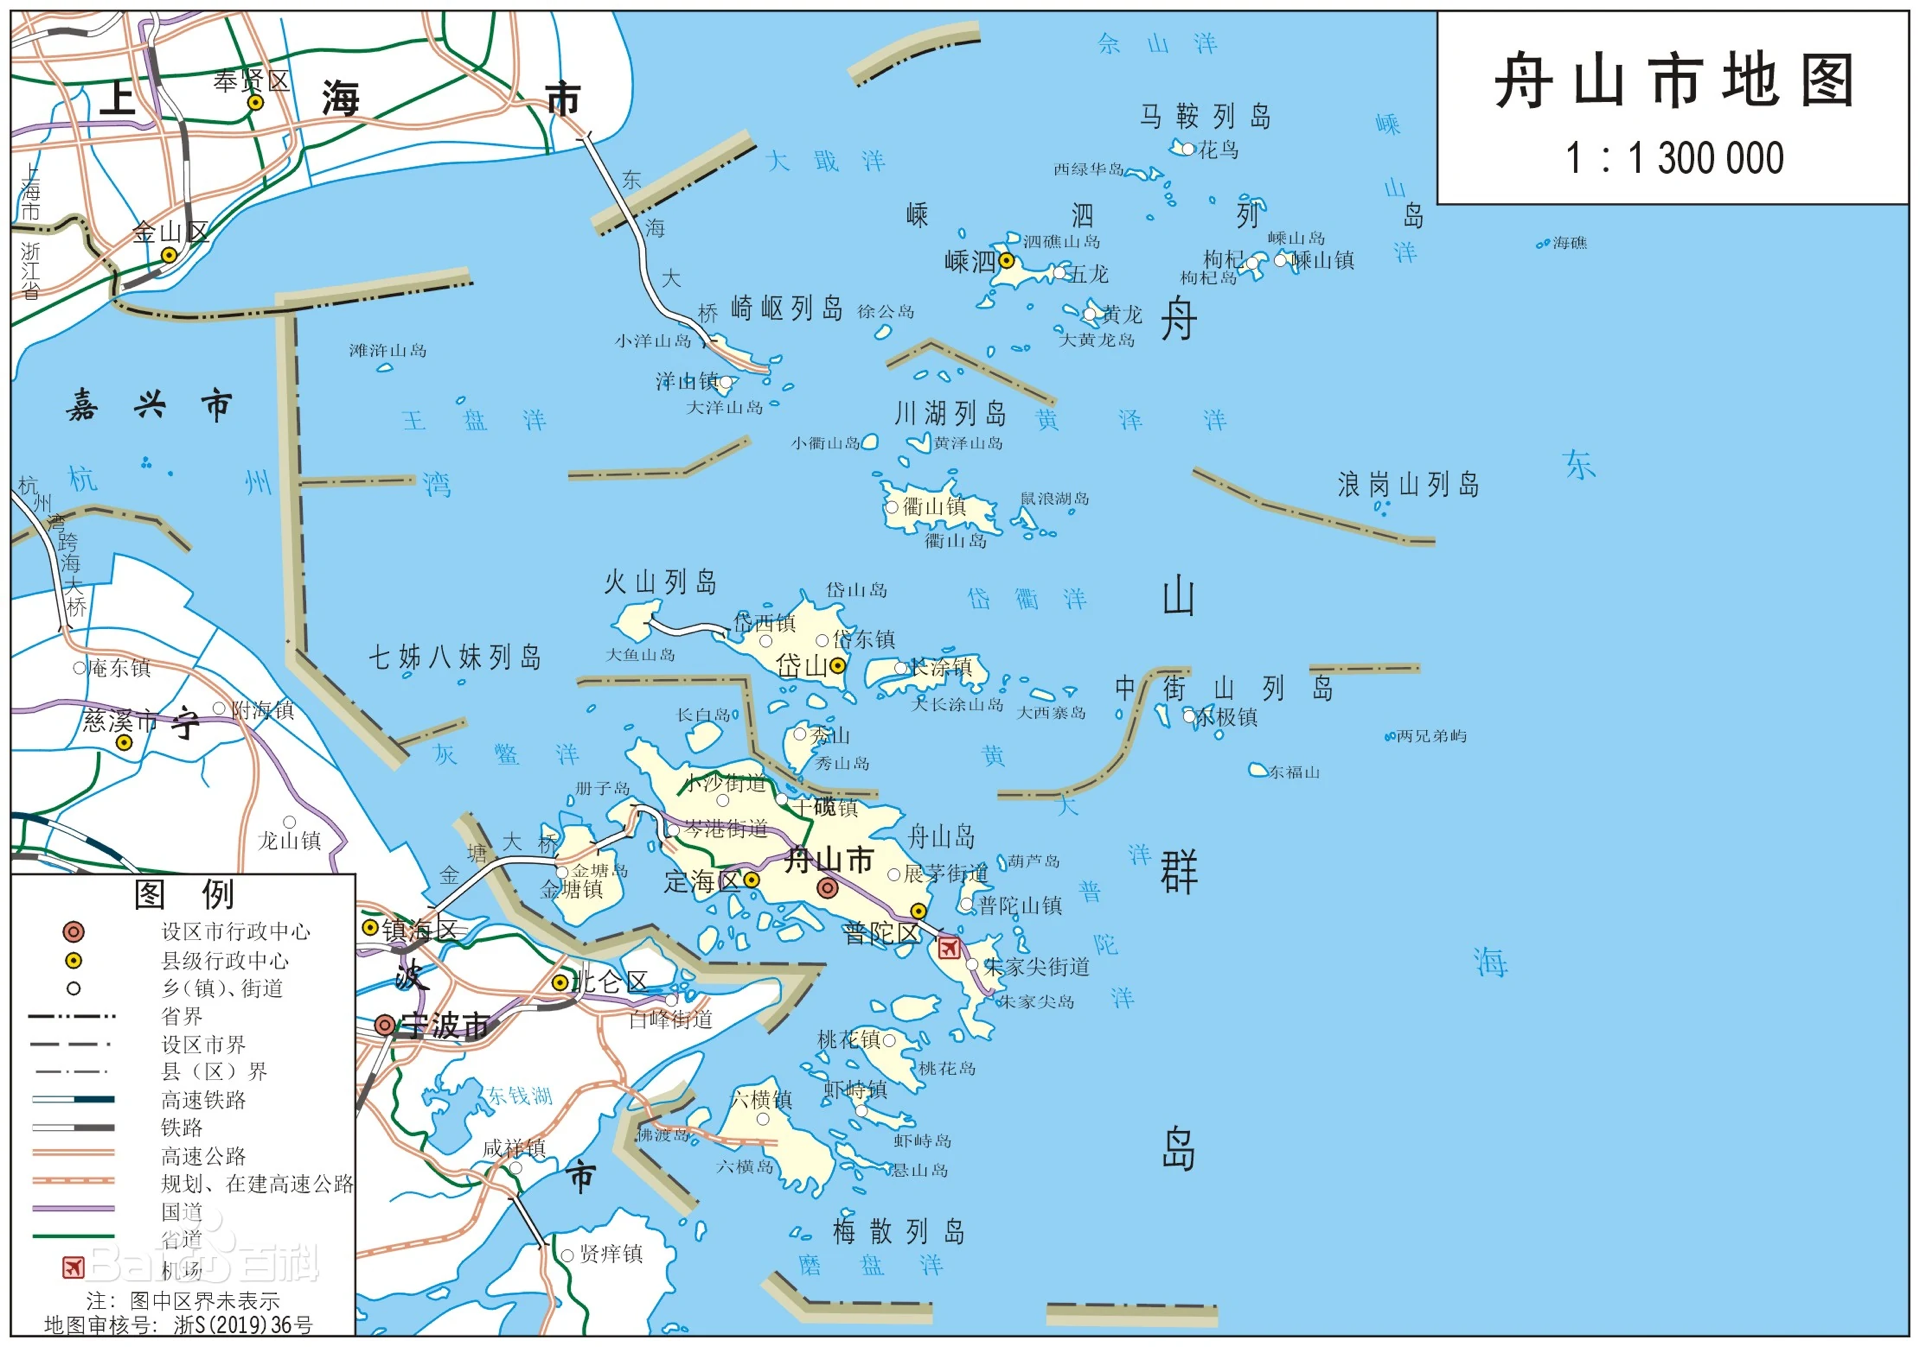 舟山市地图
1：1 300 000
佘山洋
马鞍列岛
花鸟
西绿华岛
嵊山洋
奉贤区
上海市
大戢洋
东海大桥
嵊泗列岛
上海市
浙江省
金山区
泗礁山岛
嵊泗
五龙
嵊山岛
枸杞
嵊山镇
枸杞岛
海礁
崎岖列岛
徐公岛
黄龙
大黄龙岛
小洋山岛
滩浒山岛
洋山镇
大洋山岛
舟山群岛
嘉兴市
王盘洋
川湖列岛
黄泽洋
小衢山岛
黄泽山岛
杭州湾
东海
浪岗山列岛
衢山镇
鼠浪湖岛
衢山岛
杭州湾跨海大桥
火山列岛
岱山岛
岱衢洋
岱西镇
岱东镇
大鱼山岛
七姊八妹列岛
岱山
长涂镇
大长涂山岛
大西寨岛
中街山列岛
东极镇
两兄弟屿
东福山
庵东镇
附海镇
慈溪市
宁波市
长白岛
秀山
秀山岛
灰鳖洋
黄大洋
册子岛
小沙街道
干𬒗镇
岑港街道
舟山岛
龙山镇
金塘大桥
舟山市
葫芦岛
展茅街道
金塘岛
金塘镇
定海区
普陀山镇
普陀洋
普陀区
镇海区
朱家尖街道
朱家尖岛
北仑区
白峰街道
宁波市
桃花镇
桃花岛
东钱湖
六横镇
虾峙镇
佛渡岛
虾峙岛
六横岛
悬山岛
咸祥镇
梅散列岛
贤庠镇
磨盘洋
图例
设区市行政中心
县级行政中心
乡（镇）、街道
省界
设区市界
县（区）界
高速铁路
铁路
高速公路
规划、在建高速公路
国道
省道
机场
Baidu百科
注：图中区界未表示
地图审核号：浙S(2019)36号